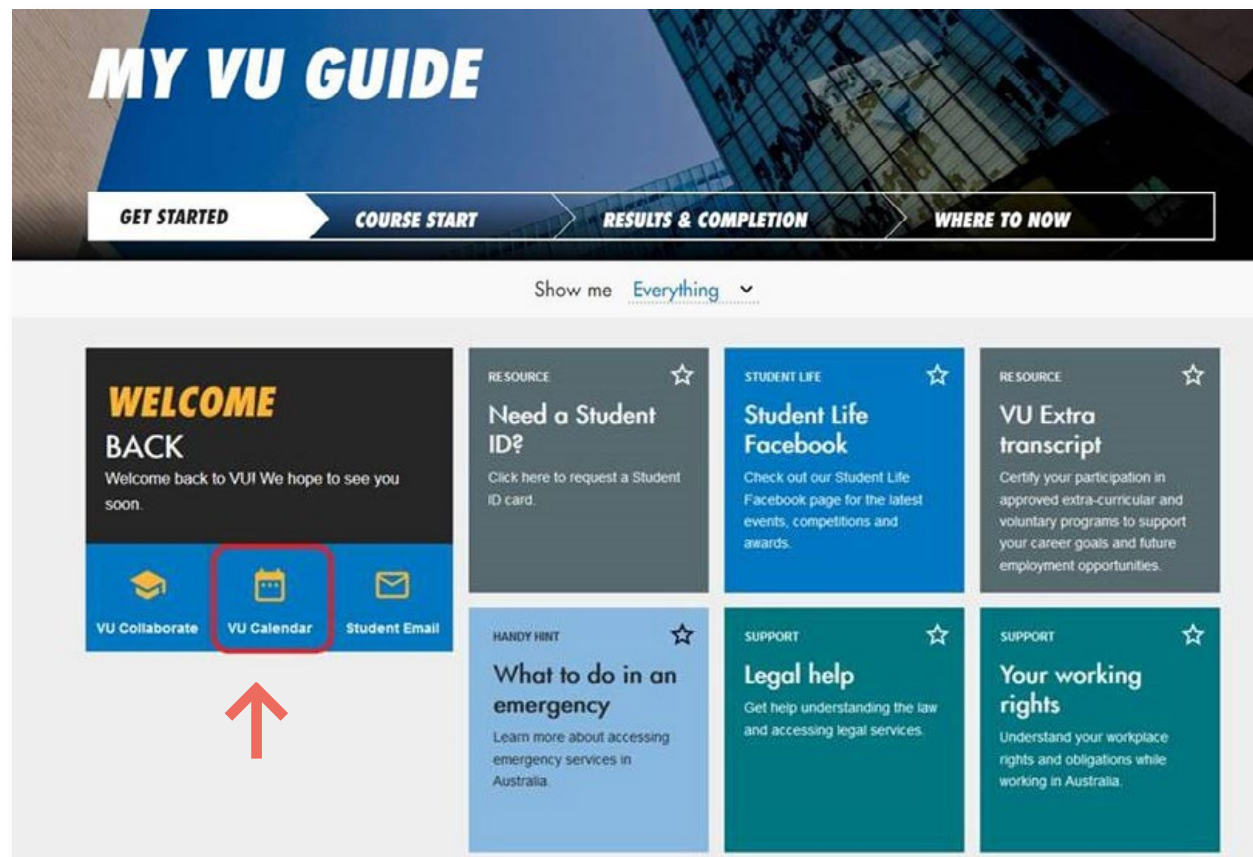 MY VU GUIDE
GET STARTED
COURSE START
RESULTS & COMPLETION
WHERE TO NOW
Show me Everything
WELCOME
BACK
Welcome back to VU! We hope to see you
soon.
VU Collaborate
VU Calendar
Student Email
RESOURCE
Need a Student
ID?
Click here to request a Student
ID card.
STUDENT LIFE
Student Life
Facebook
Check out our Student Life
Facebook page for the latest
events, competitions and
awards.
RESOURCE
VU Extra
transcript
Certify your participation in
approved extra-curricular and
voluntary programs to support
your career goals and future
employment opportunities.
HANDY HINT
What to do in an
emergency
Learn more about accessing
emergency services in
Australia.
SUPPORT
Legal help
Get help understanding the law
and accessing legal services.
SUPPORT
Your working
rights
Understand your workplace
rights and obligations while
working in Australia.